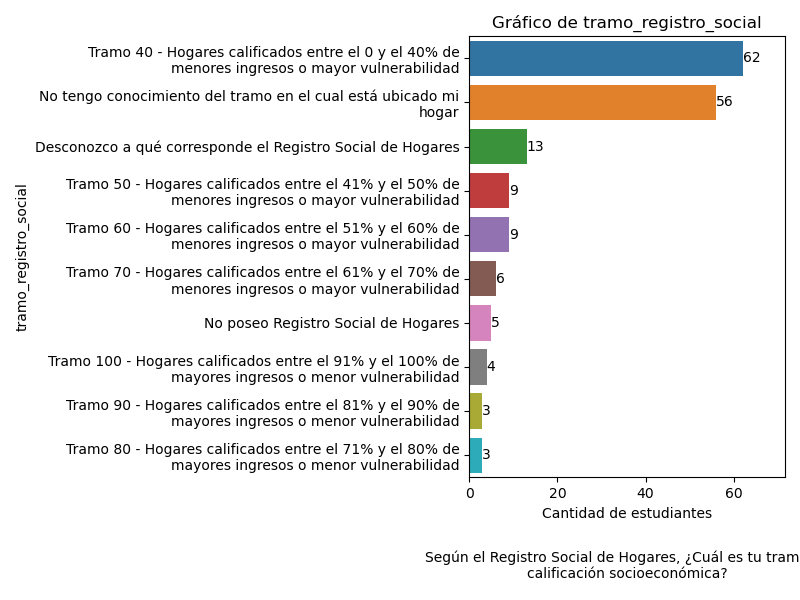 Gráfico de tramo_registro_social
Tramo 40 - Hogares calificados entre el 0 y el 40% de
menores ingresos o mayor vulnerabilidad
62
No tengo conocimiento del tramo en el cual está ubicado mi
hogar
56
Desconozco a qué corresponde el Registro Social de Hogares
13
Tramo 50 - Hogares calificados entre el 41% y el 50% de
menores ingresos o mayor vulnerabilidad
9
Tramo 60 - Hogares calificados entre el 51% y el 60% de
menores ingresos o mayor vulnerabilidad
9
Tramo 70 - Hogares calificados entre el 61% y el 70% de
menores ingresos o mayor vulnerabilidad
6
No poseo Registro Social de Hogares
5
Tramo 100 - Hogares calificados entre el 91% y el 100% de
mayores ingresos o menor vulnerabilidad
4
Tramo 90 - Hogares calificados entre el 81% y el 90% de
mayores ingresos o menor vulnerabilidad
3
Tramo 80 - Hogares calificados entre el 71% y el 80% de
mayores ingresos o menor vulnerabilidad
3
tramo_registro_social
0 20 40 60
Cantidad de estudiantes
Según el Registro Social de Hogares, ¿Cuál es tu tram
calificación socioeconómica?